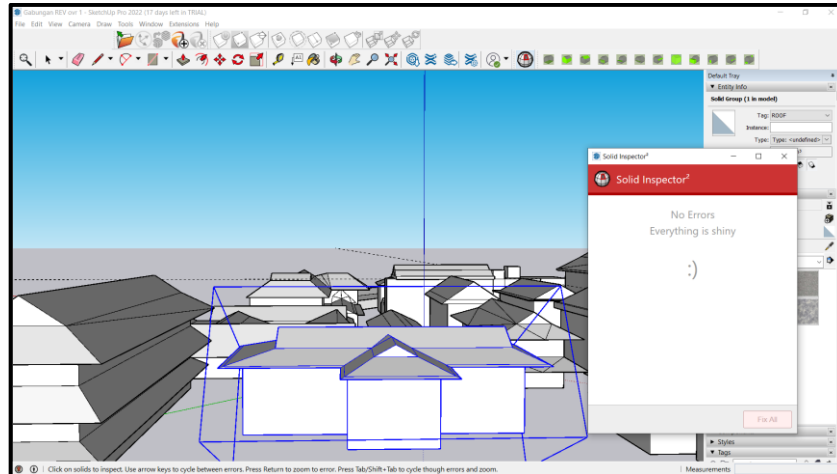 Gabungan REV our 1 - SketchUp Pro 2022 (17 days left in TRIAL)
File Edit View Camera Draw Tools Window Extensions Help
Default Tray
Entity Info
Solid Group (1 in model)
Tag: ROOF
Instance:
Type: Type: <undefined>
Solid Inspector²
Solid Inspector²
No Errors
Everything is shiny
:)
Fix All
Styles
Tags
Click on solids to inspect. Use arrow keys to cycle between errors. Press Return to zoom to error. Press Tab/Shift+Tab to cycle though errors and zoom.
Measurements